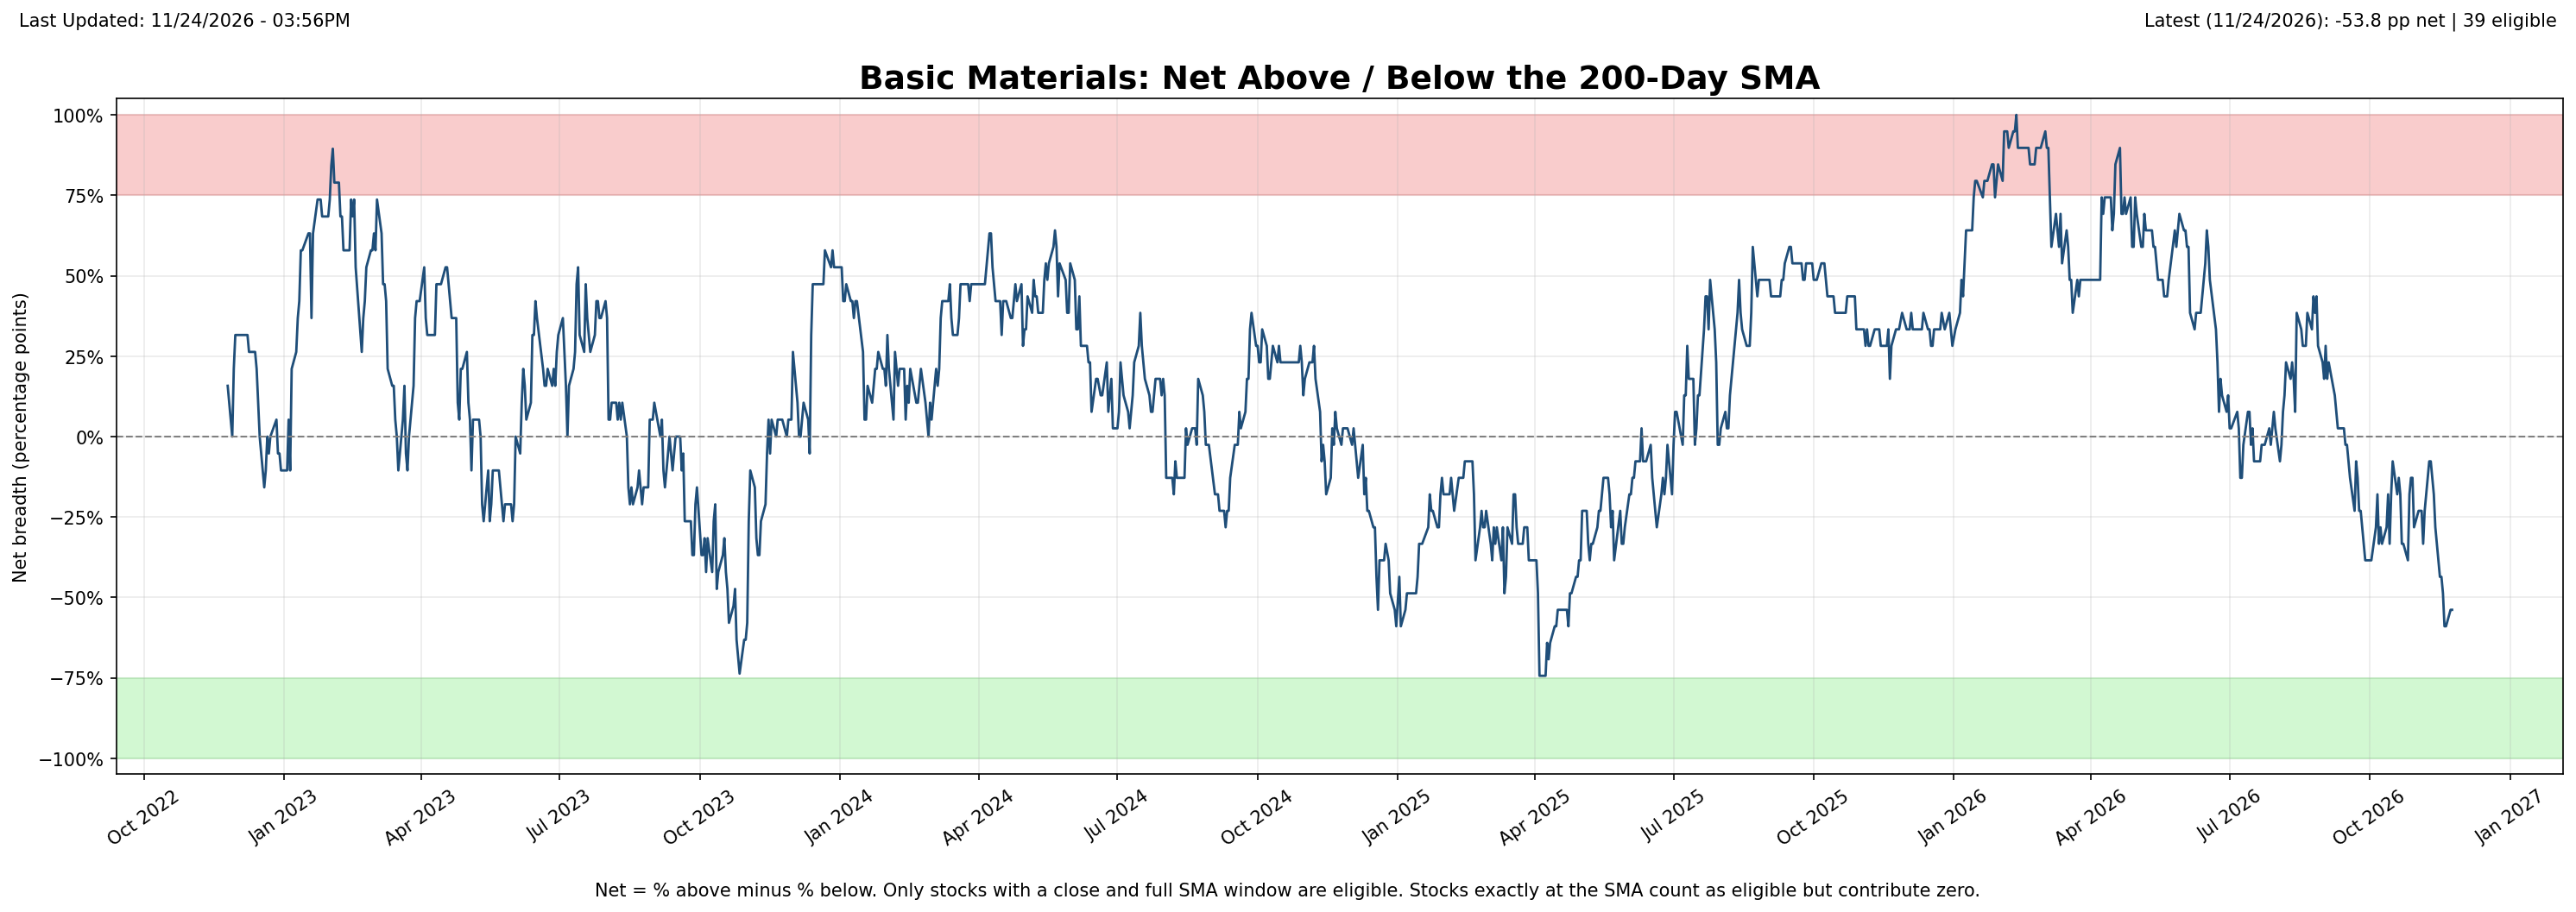 Last Updated: 11/24/2026 - 03:56PM
Latest (11/24/2026): -53.8 pp net | 39 eligible
Basic Materials: Net Above / Below the 200-Day SMA
Net breadth (percentage points)
100%
75%
50%
25%
0%
−25%
−50%
−75%
−100%
Oct 2022
Jan 2023
Apr 2023
Jul 2023
Oct 2023
Jan 2024
Apr 2024
Jul 2024
Oct 2024
Jan 2025
Apr 2025
Jul 2025
Oct 2025
Jan 2026
Apr 2026
Jul 2026
Oct 2026
Jan 2027
Net = % above minus % below. Only stocks with a close and full SMA window are eligible. Stocks exactly at the SMA count as eligible but contribute zero.